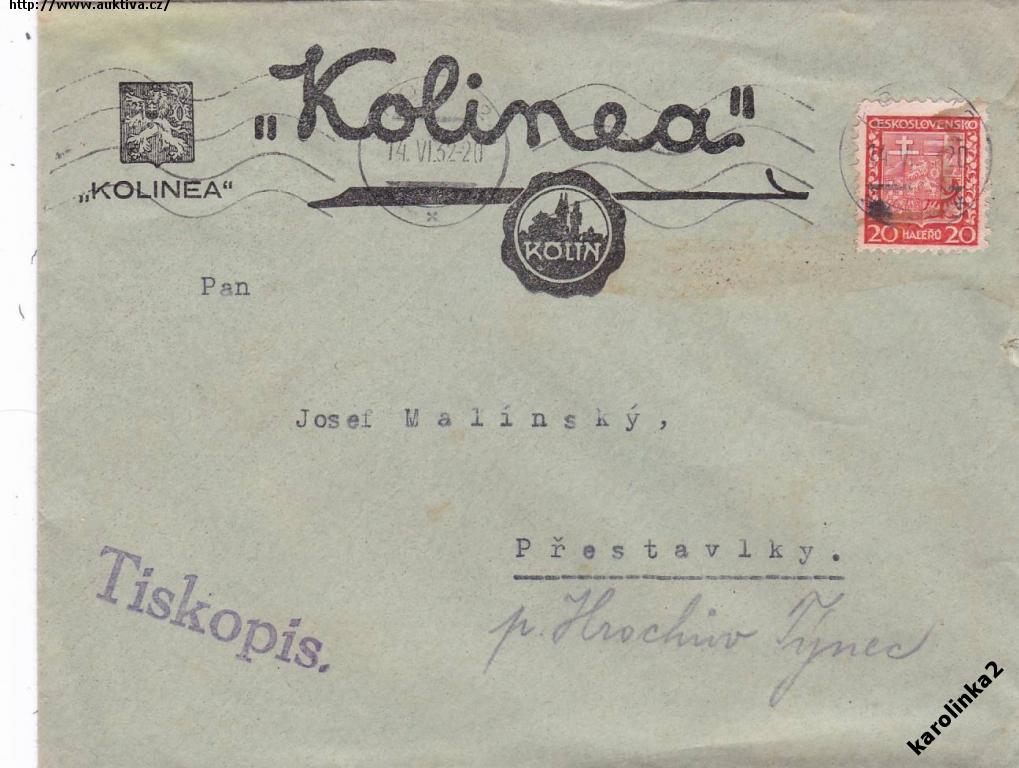 http://www.auktiva.cz/
„Kolinea"
„KOLINEA"
14. VI. 32-20
KOLÍN
ČESKOSLOVENSKO
20 HALÉŘŮ 20
Pan
Josef Malínský,
Přestavlky.
p. Hrochův Týnec
Tiskopis.
karolinka2